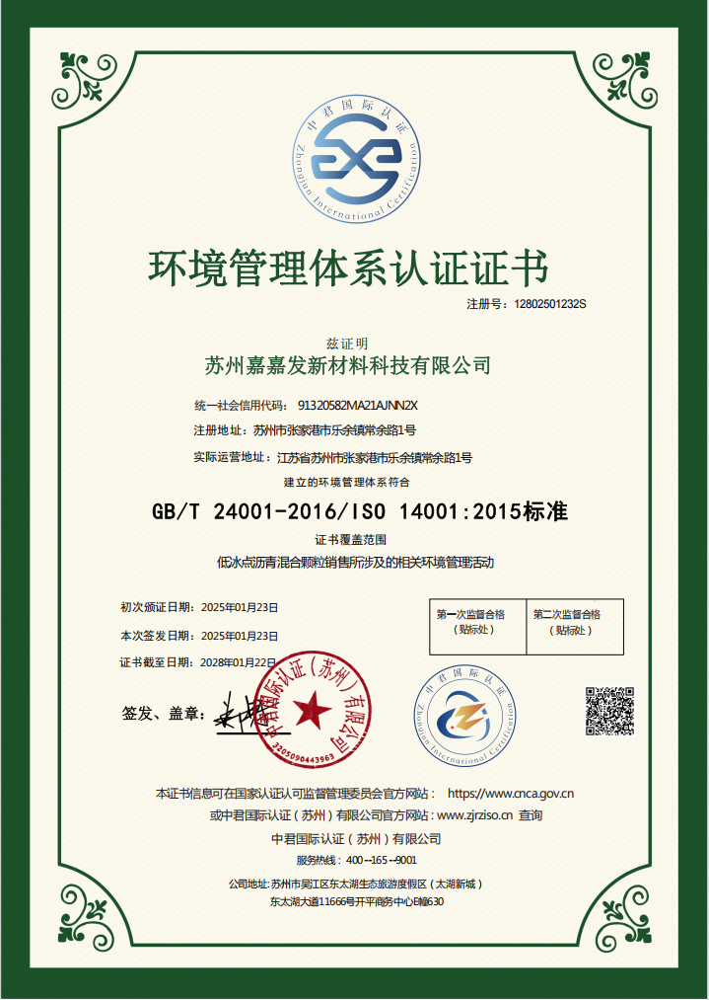 中君国际认证
Zhongjun International Certification
环境管理体系认证证书
注册号：12802501232S
兹证明
苏州嘉嘉发新材料科技有限公司
统一社会信用代码： 91320582MA21AJNN2X
注册地址：苏州市张家港市乐余镇常余路1号
实际运营地址：江苏省苏州市张家港市乐余镇常余路1号
建立的环境管理体系符合
GB/T 24001-2016/ISO 14001:2015标准
证书覆盖范围
低冰点沥青混合颗粒销售所涉及的相关环境管理活动
初次颁证日期：2025年01月23日
本次签发日期：2025年01月23日
证书截至日期：2028年01月22日
第一次监督合格
（贴标处）
第二次监督合格
（贴标处）
签发、盖章：
中君国际认证（苏州）有限公司
3205090443963
中君国际认证
Zhongjun International Certification
本证书信息可在国家认证认可监督管理委员会官方网站： https://www.cnca.gov.cn
或中君国际认证（苏州）有限公司官方网站：www.zjrziso.cn 查询
中君国际认证（苏州）有限公司
服务热线：400--165--9001
公司地址：苏州市吴江区东太湖生态旅游度假区（太湖新城）
东太湖大道11666号开平商务中心E幢630